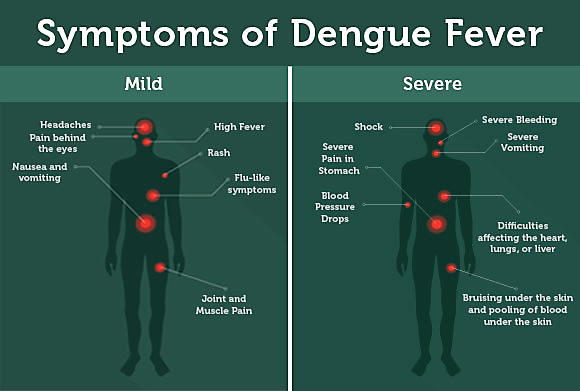 Symptoms of Dengue Fever
Mild
Headaches
Pain behind
the eyes
Nausea and
vomiting
High Fever
Rash
Flu-like
symptoms
Joint and
Muscle Pain
Severe
Shock
Severe
Pain in
Stomach
Blood
Pressure
Drops
Severe Bleeding
Severe
Vomiting
Difficulties
affecting the heart,
lungs, or liver
Bruising under the skin
and pooling of blood
under the skin